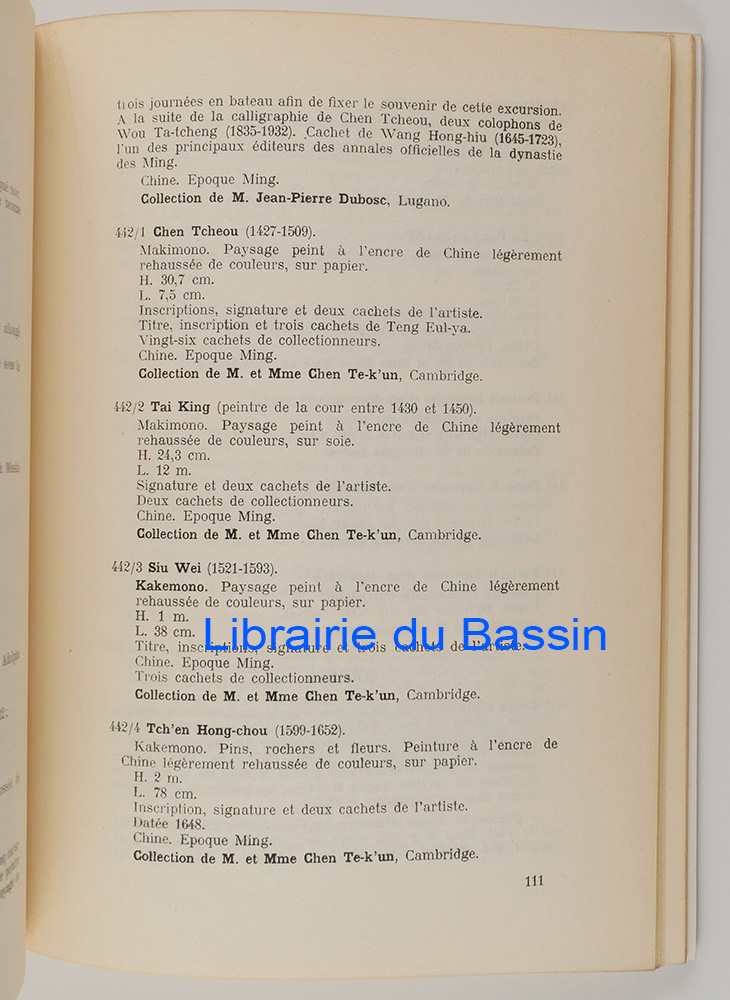 trois journées en bateau afin de fixer le souvenir de cette excursion.
A la suite de la calligraphie de Chen Tcheou, deux colophons de
Wou Ta-tcheng (1835-1932). Cachet de Wang Hong-hiu (1645-1723),
l'un des principaux éditeurs des annales officielles de la dynastie
des Ming.
Chine. Epoque Ming.
Collection de M. Jean-Pierre Dubosc, Lugano.
442/1 Chen Tcheou (1427-1509).
Makimono. Paysage peint à l'encre de Chine légèrement
rehaussée de couleurs, sur papier.
H. 30,7 cm.
L. 7,5 cm.
Inscriptions, signature et deux cachets de l'artiste.
Titre, inscription et trois cachets de Teng Eul-ya.
Vingt-six cachets de collectionneurs.
Chine. Epoque Ming.
Collection de M. et Mme Chen Te-k'un, Cambridge.
442/2 Tai King (peintre de la cour entre 1430 et 1450).
Makimono. Paysage peint à l'encre de Chine légèrement
rehaussée de couleurs, sur soie.
H. 24,3 cm.
L. 12 m.
Signature et deux cachets de l'artiste.
Deux cachets de collectionneurs.
Chine. Epoque Ming.
Collection de M. et Mme Chen Te-k'un, Cambridge.
442/3 Siu Wei (1521-1593).
Kakemono. Paysage peint à l'encre de Chine légèrement
rehaussée de couleurs, sur papier.
H. 1 m.
L. 38 cm.
Librairie du Bassin
Titre, inscriptions, signature et trois cachets de l'artiste.
Chine. Epoque Ming.
Trois cachets de collectionneurs.
Collection de M. et Mme Chen Te-k'un, Cambridge.
442/4 Tch'en Hong-chou (1599-1652).
Kakemono. Pins, rochers et fleurs. Peinture à l'encre de
Chine légèrement rehaussée de couleurs, sur papier.
H. 2 m.
L. 78 cm.
Inscription, signature et deux cachets de l'artiste.
Datée 1648.
Chine. Epoque Ming.
Collection de M. et Mme Chen Te-k'un, Cambridge.
111